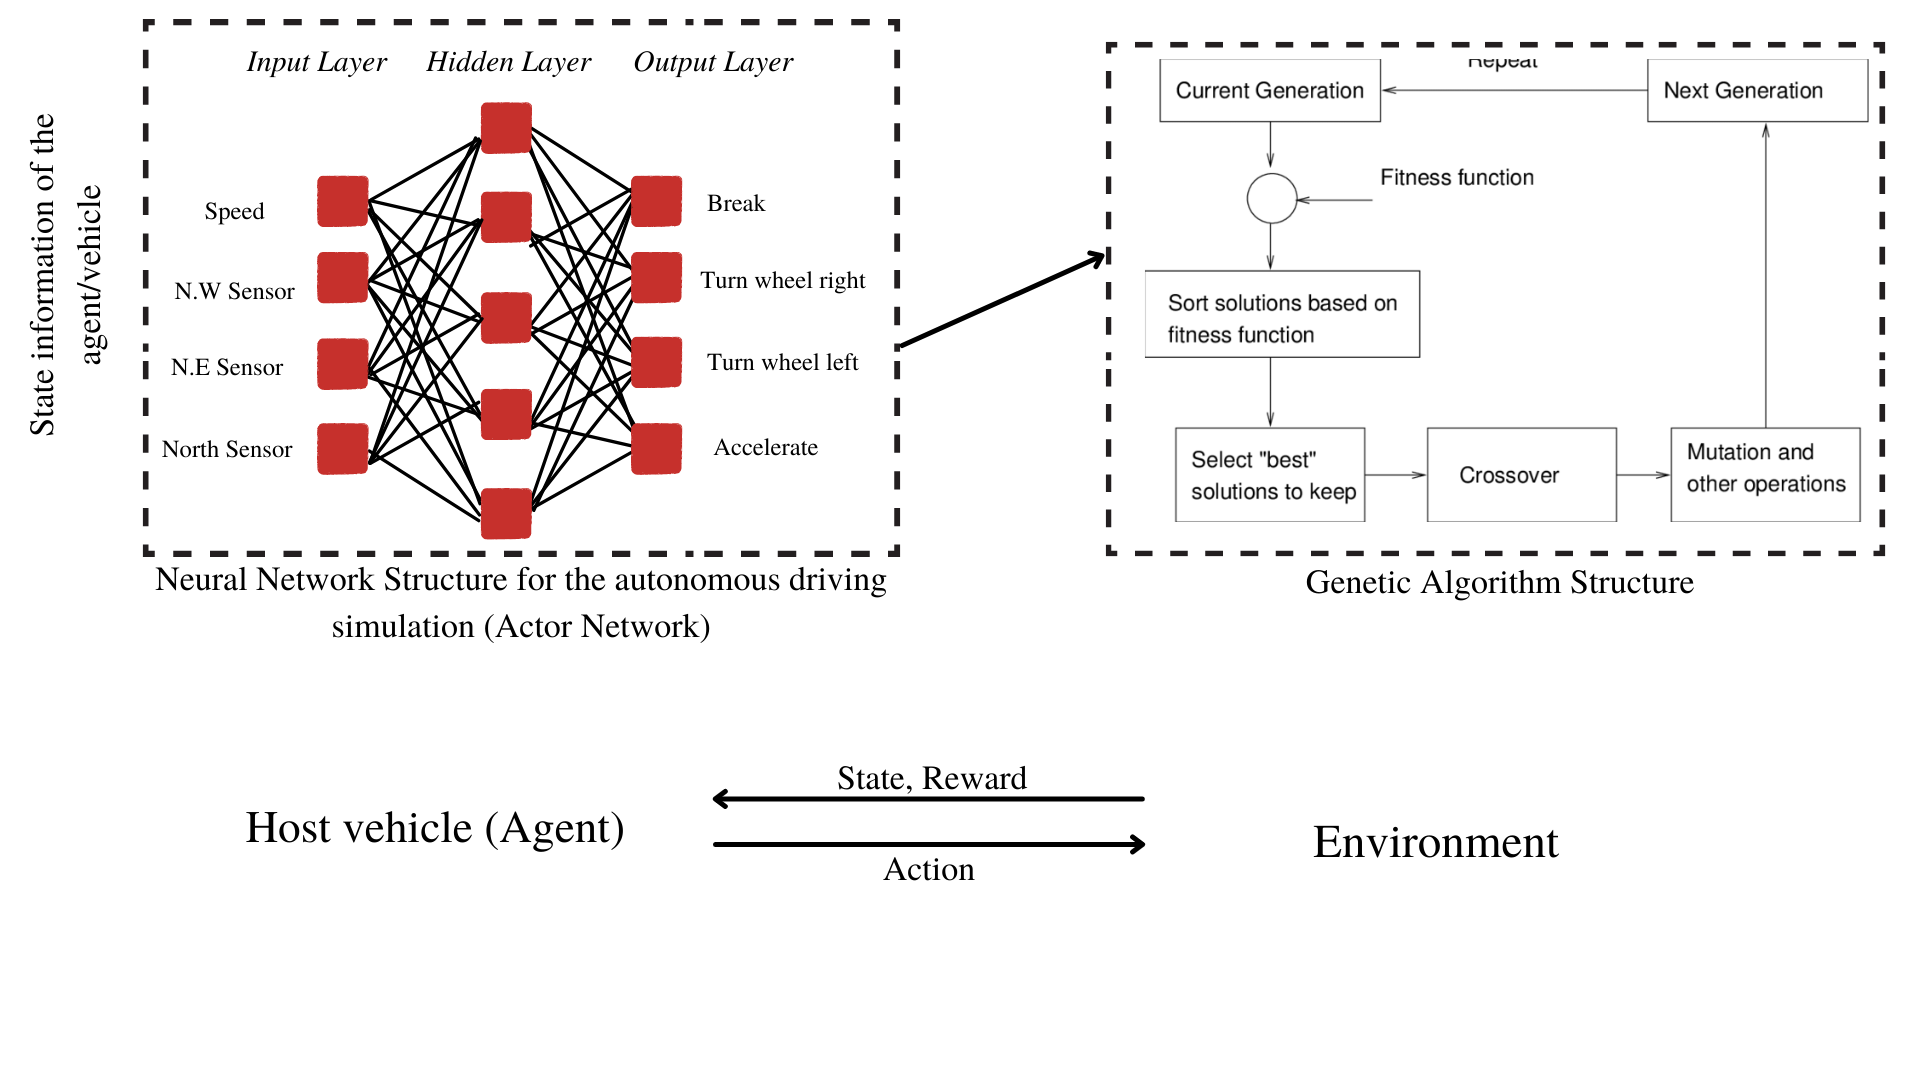 State information of the
agent/vehicle
Input Layer
Hidden Layer
Output Layer
Speed
N.W Sensor
N.E Sensor
North Sensor
Break
Turn wheel right
Turn wheel left
Accelerate
Neural Network Structure for the autonomous driving
simulation (Actor Network)
Repeat
Current Generation
Next Generation
Fitness function
Sort solutions based on
fitness function
Select "best"
solutions to keep
Crossover
Mutation and
other operations
Genetic Algorithm Structure
State, Reward
Host vehicle (Agent)
Environment
Action